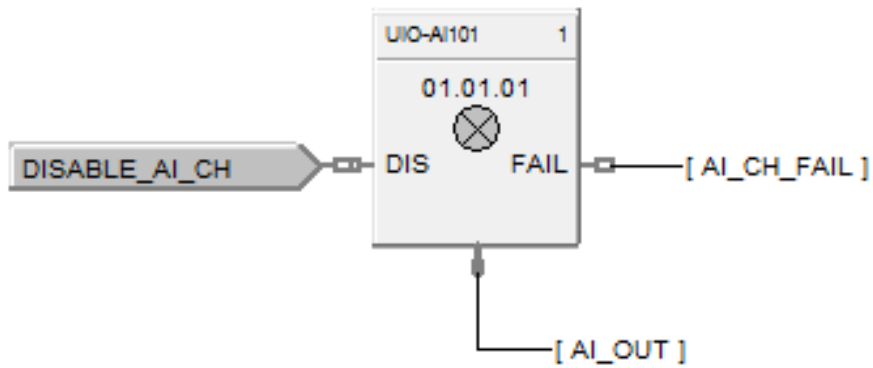 UIO-AI101 1
01.01.01
DISABLE_AI_CH
DIS FAIL
[ AI_CH_FAIL ]
[ AI_OUT ]